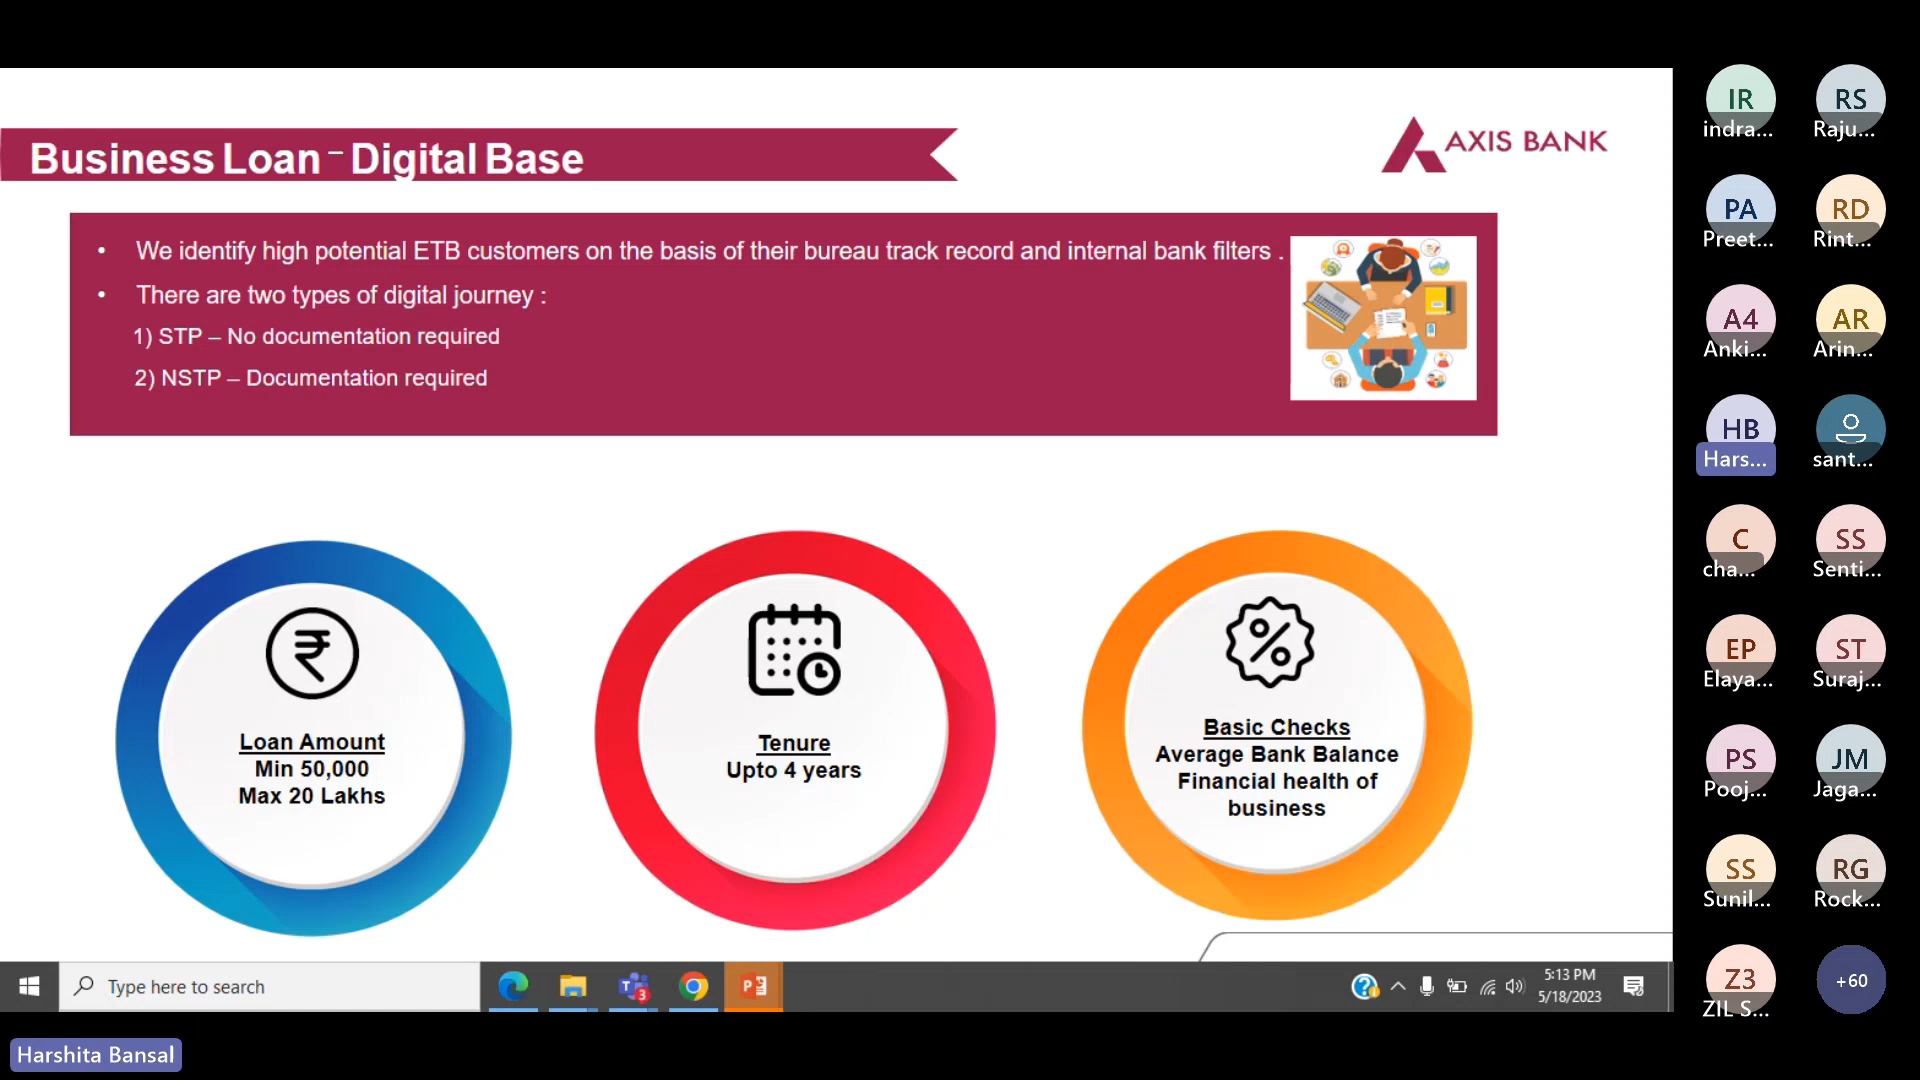 Business Loan – Digital Base
AXIS BANK
• We identify high potential ETB customers on the basis of their bureau track record and internal bank filters .
• There are two types of digital journey :
1) STP – No documentation required
2) NSTP – Documentation required
₹
Loan Amount
Min 50,000
Max 20 Lakhs
Tenure
Upto 4 years
%
Basic Checks
Average Bank Balance
Financial health of
business
Type here to search
3
5:13 PM
5/18/2023
Harshita Bansal
IR
indra...
RS
Raju...
PA
Preet...
RD
Rint...
A4
Anki...
AR
Arin...
HB
Hars...
sant...
C
cha...
SS
Senti...
EP
Elaya...
ST
Suraj...
PS
Pooj...
JM
Jaga...
SS
Sunil...
RG
Rock...
Z3
ZIL S...
+60